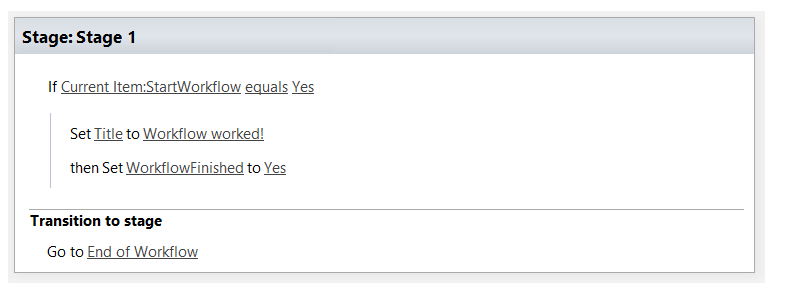 Stage: Stage 1
If Current Item:StartWorkflow equals Yes
Set Title to Workflow worked!
then Set WorkflowFinished to Yes
Transition to stage
Go to End of Workflow